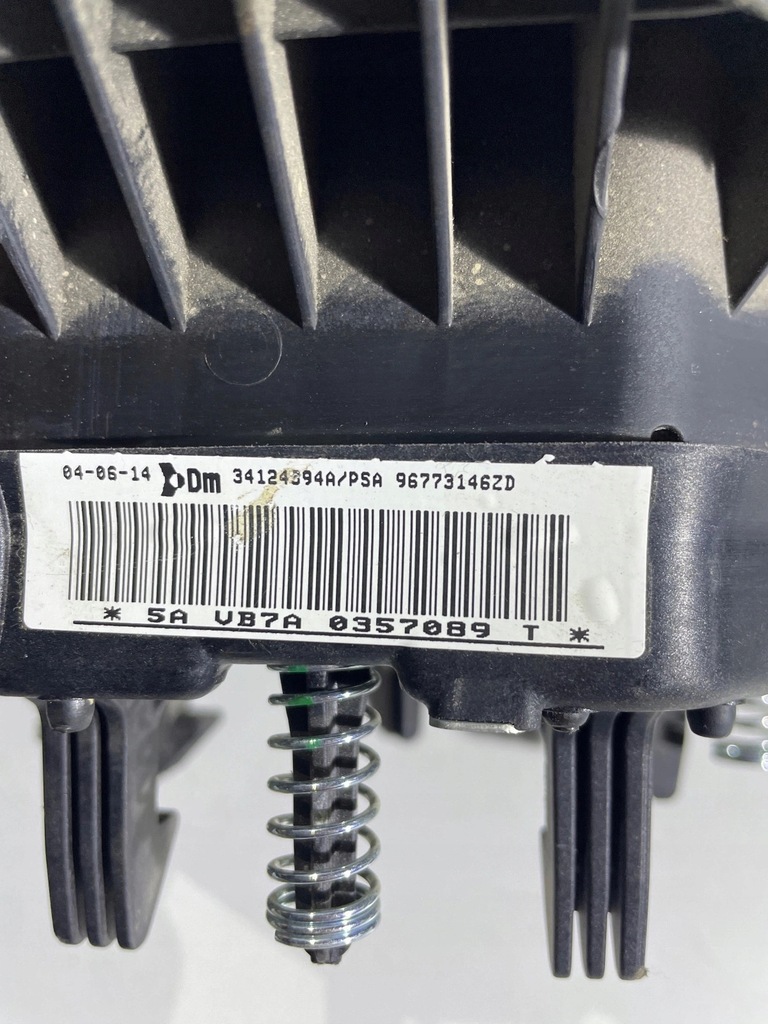 04-06-14 Dm 34124394A/PSA 96773146ZD
* 5A VB7A 0357089 T *